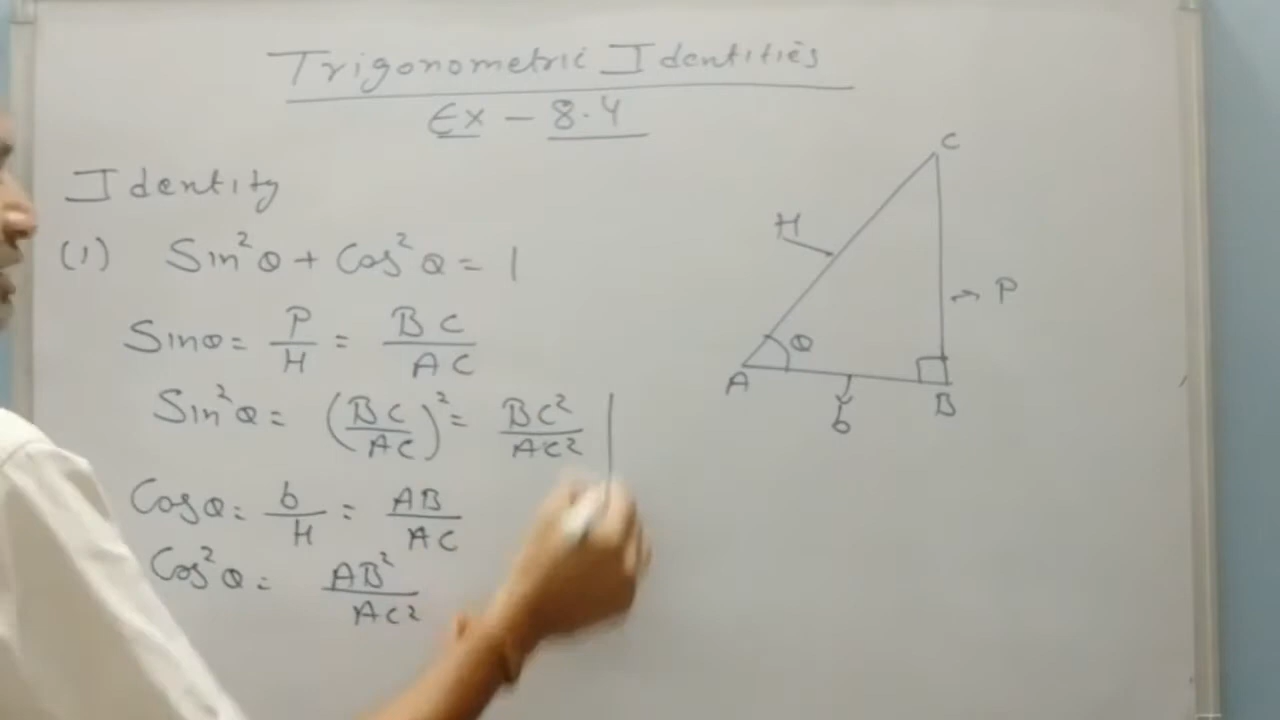 Trigonometric Identities
Ex - 8.4
Identity
(1) Sin²θ + Cos²θ = 1
Sinθ = P/H = BC/AC
Sin²θ = (BC/AC)² = BC²/AC²
Cosθ = b/H = AB/AC
Cos²θ = AB²/AC²
C
H
P
θ
A
B
b